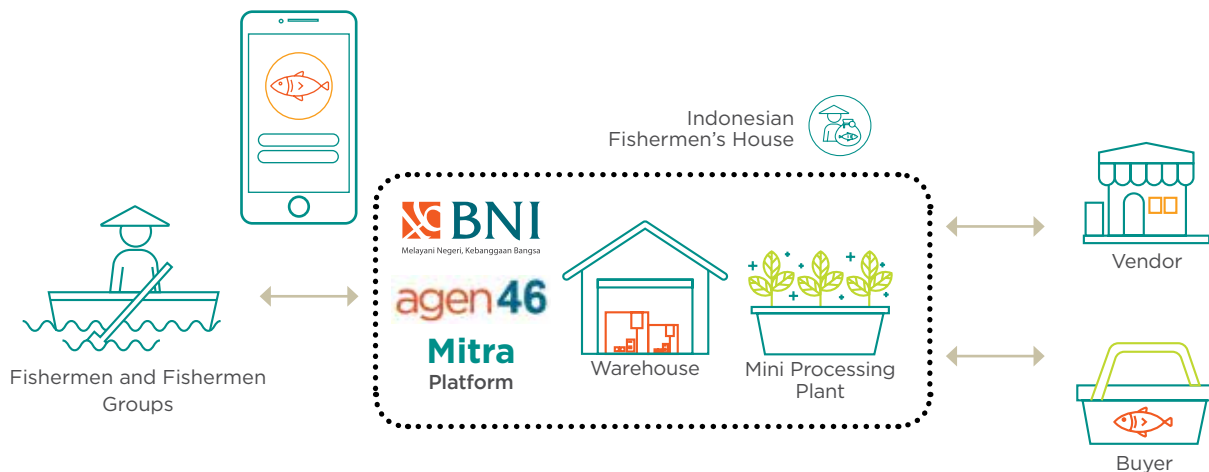 Indonesian
Fishermen's House
BNI
Melayani Negeri, Kebanggaan Bangsa
agen46
Mitra
Platform
Warehouse
Mini Processing
Plant
Fishermen and Fishermen
Groups
Vendor
Buyer